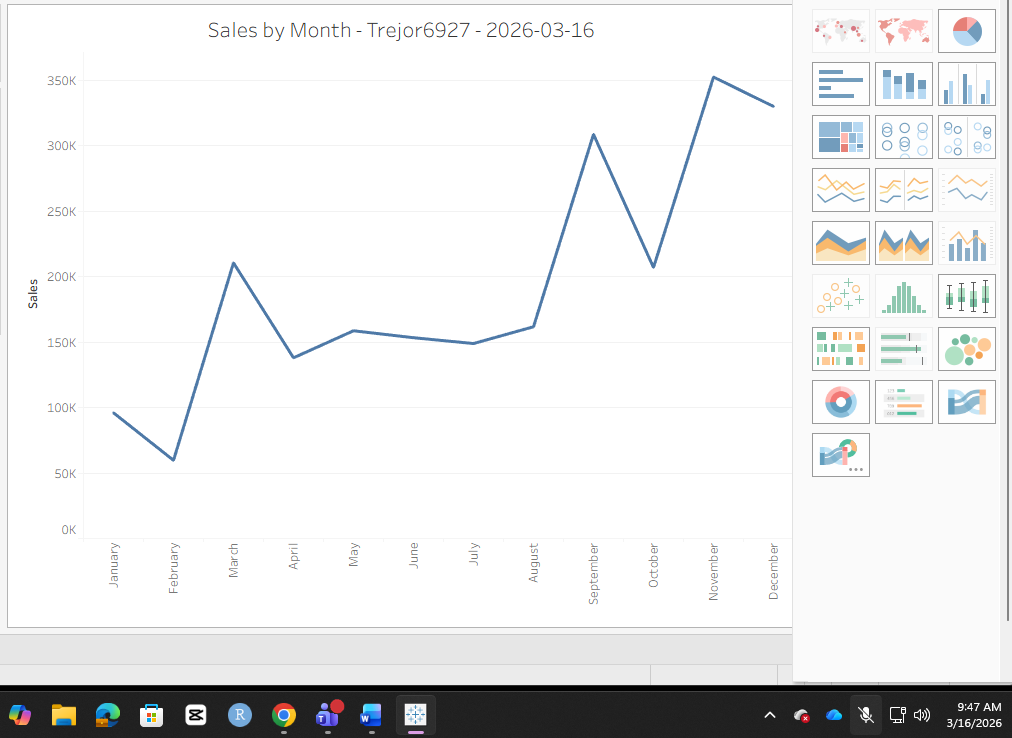 Sales by Month - Trejor6927 - 2026-03-16
350K
300K
250K
200K
150K
100K
50K
0K
Sales
January
February
March
April
May
June
July
August
September
October
November
December
9:47 AM
3/16/2026